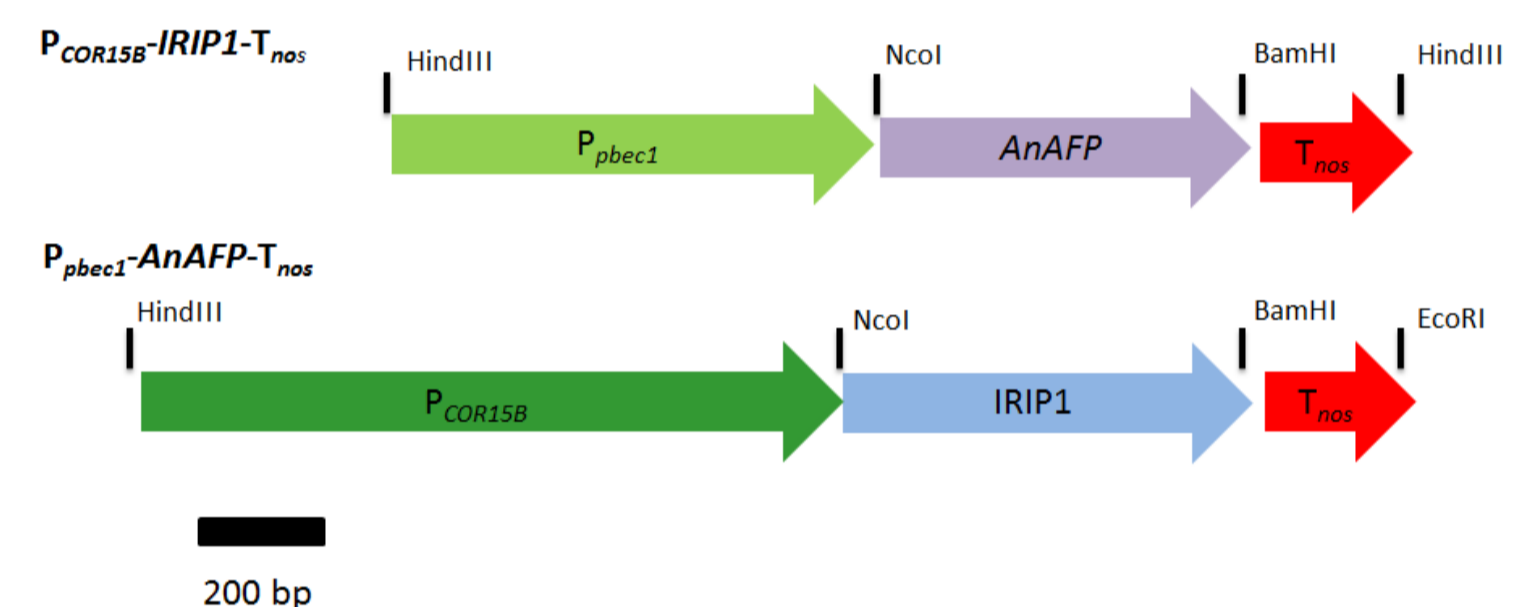 P_COR15B-IRIP1-T_nos
HindIII NcoI BamHI HindIII
P_pbec1 AnAFP T_nos
P_pbec1-AnAFP-T_nos
HindIII NcoI BamHI EcoRI
P_COR15B IRIP1 T_nos
200 bp